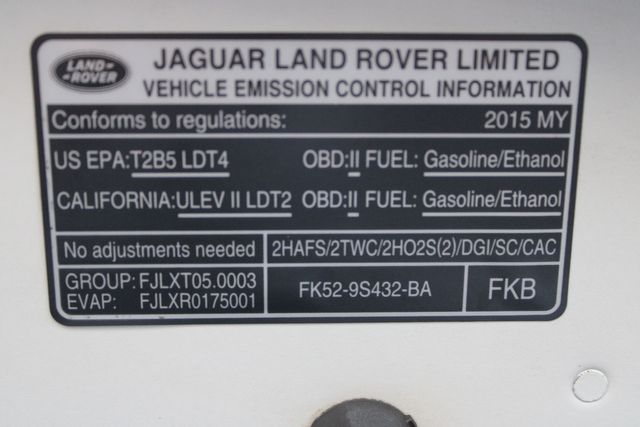 LAND-
-ROVER
JAGUAR LAND ROVER LIMITED
VEHICLE EMISSION CONTROL INFORMATION
Conforms to regulations: 2015 MY
US EPA:T2B5 LDT4 OBD:II FUEL: Gasoline/Ethanol
CALIFORNIA:ULEV II LDT2 OBD:II FUEL: Gasoline/Ethanol
No adjustments needed 2HAFS/2TWC/2HO2S(2)/DGI/SC/CAC
GROUP: FJLXT05.0003
EVAP: FJLXR0175001
FK52-9S432-BA
FKB